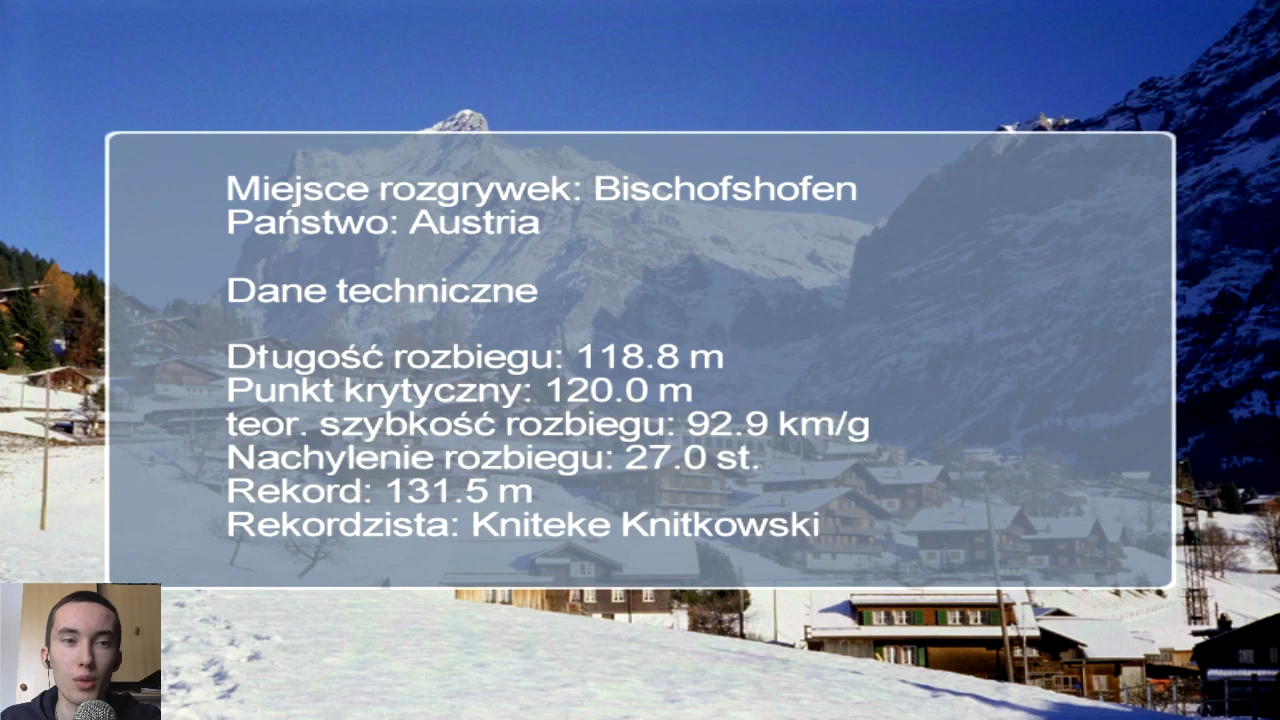 Miejsce rozgrywek: Bischofshofen
Państwo: Austria
Dane techniczne
Długość rozbiegu: 118.8 m
Punkt krytyczny: 120.0 m
teor. szybkość rozbiegu: 92.9 km/g
Nachylenie rozbiegu: 27.0 st.
Rekord: 131.5 m
Rekordzista: Kniteke Knitkowski